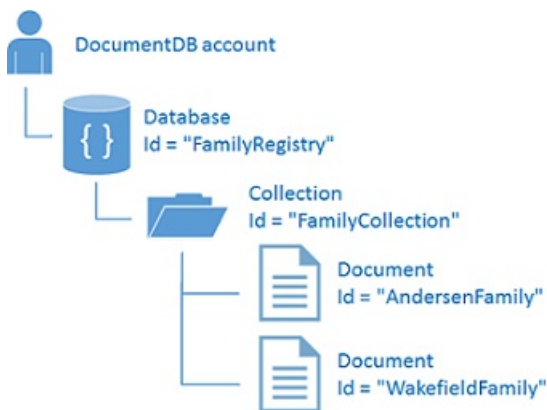 DocumentDB account
Database
{ }
Id = "FamilyRegistry"
Collection
Id = "FamilyCollection"
Document
Id = "AndersenFamily"
Document
Id = "WakefieldFamily"